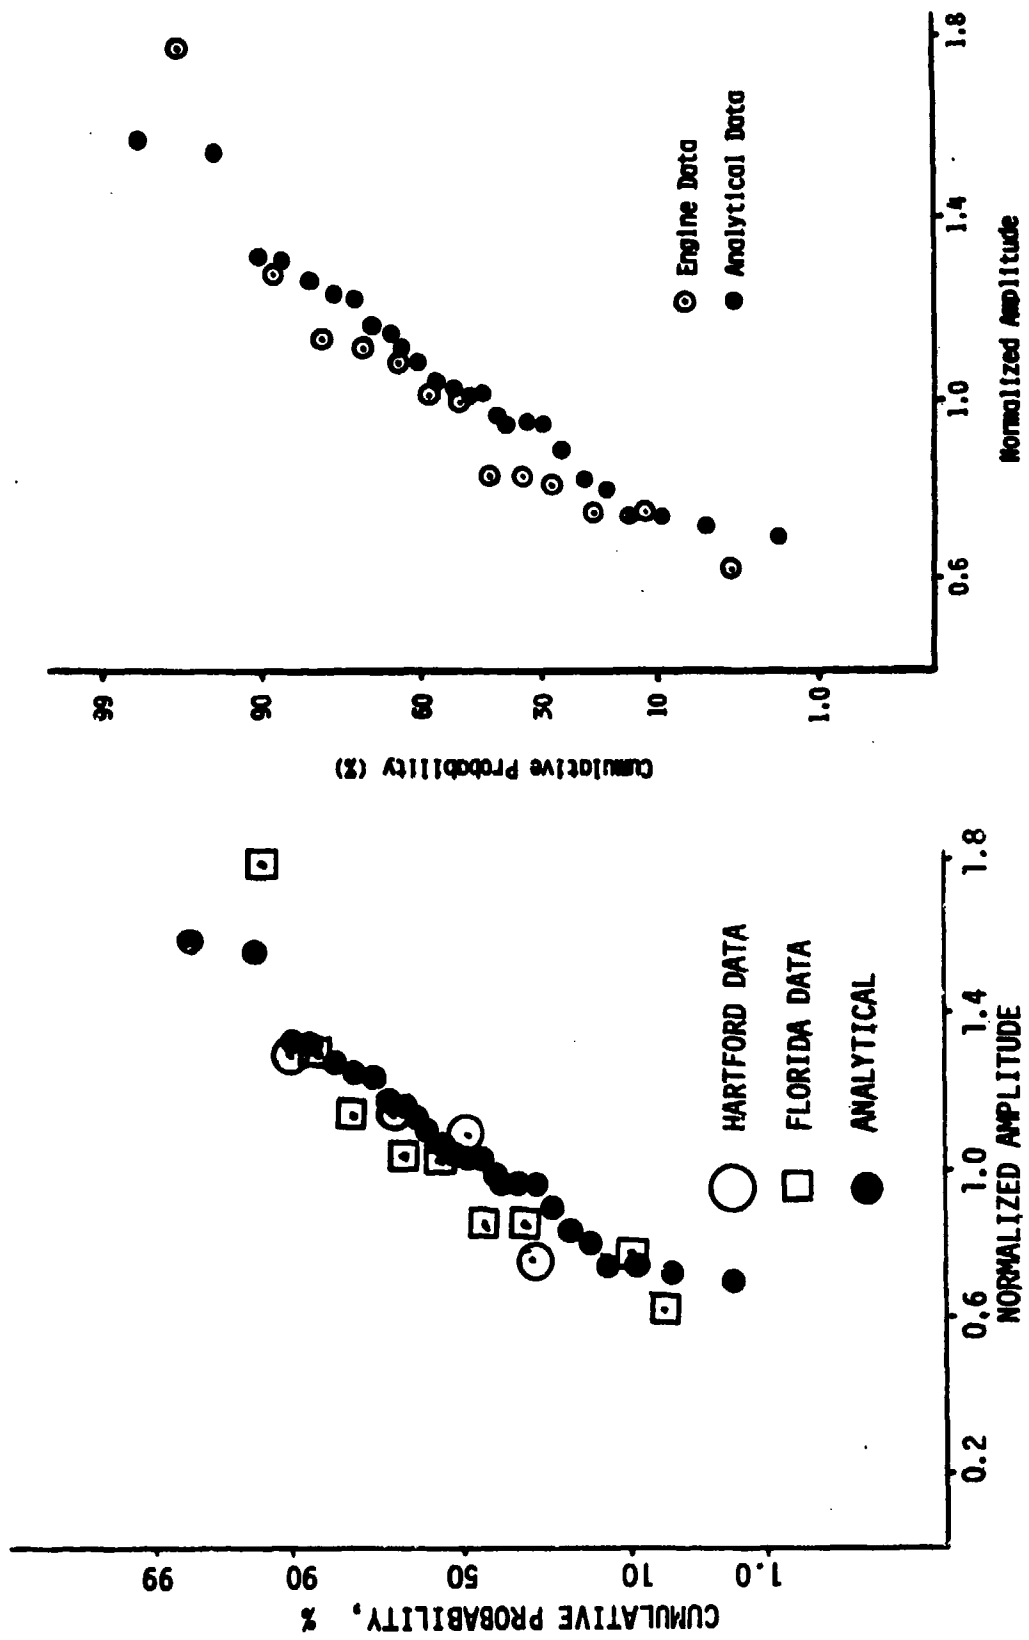 CUMULATIVE PROBABILITY, %
99
90
50
10
1.0
0.2
0.6
1.0
1.4
1.8
NORMALIZED AMPLITUDE
HARTFORD DATA
FLORIDA DATA
ANALYTICAL
Cumulative Probability (%)
99
90
60
30
10
1.0
0.6
1.0
1.4
1.8
Normalized Amplitude
Engine Data
Analytical Data